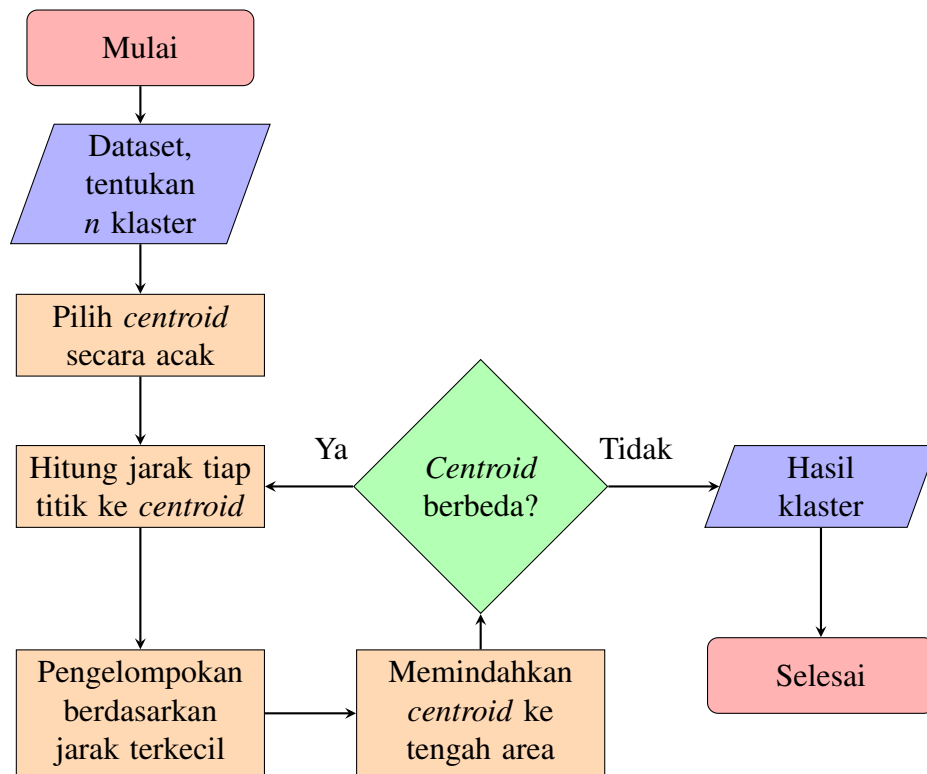 Mulai
Dataset,
tentukan
n klaster
Pilih centroid
secara acak
Hitung jarak tiap
titik ke centroid
Pengelompokan
berdasarkan
jarak terkecil
Memindahkan
centroid ke
tengah area
Centroid
berbeda?
Ya
Tidak
Hasil
klaster
Selesai